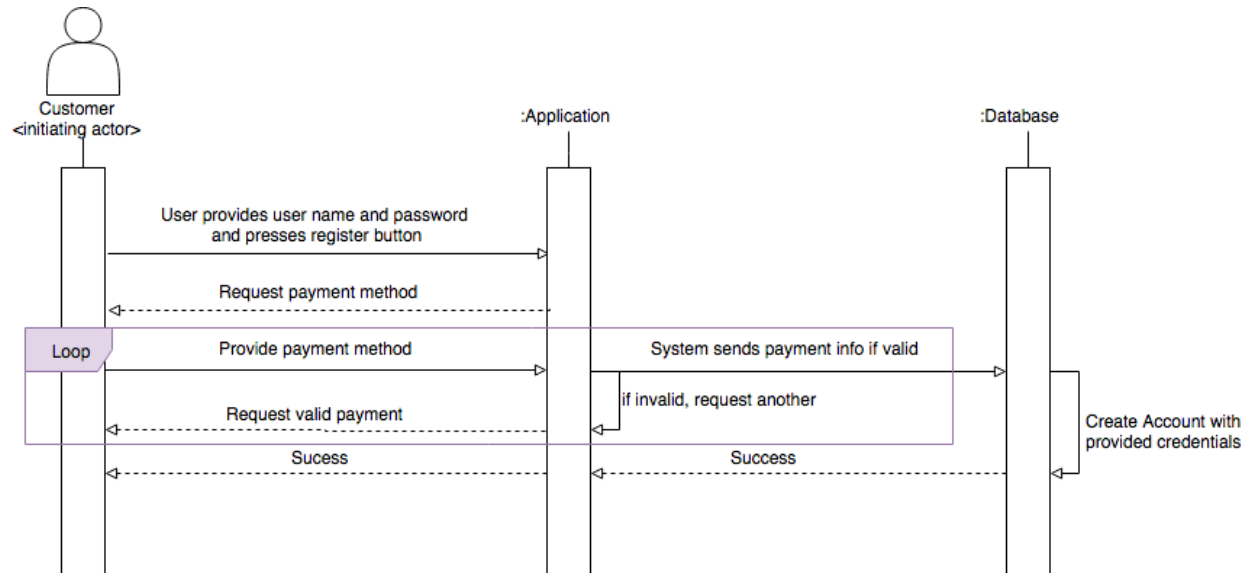 Customer
<initiating actor>
:Application
:Database
User provides user name and password
and presses register button
Request payment method
Loop
Provide payment method
System sends payment info if valid
if invalid, request another
Request valid payment
Create Account with
provided credentials
Sucess
Success